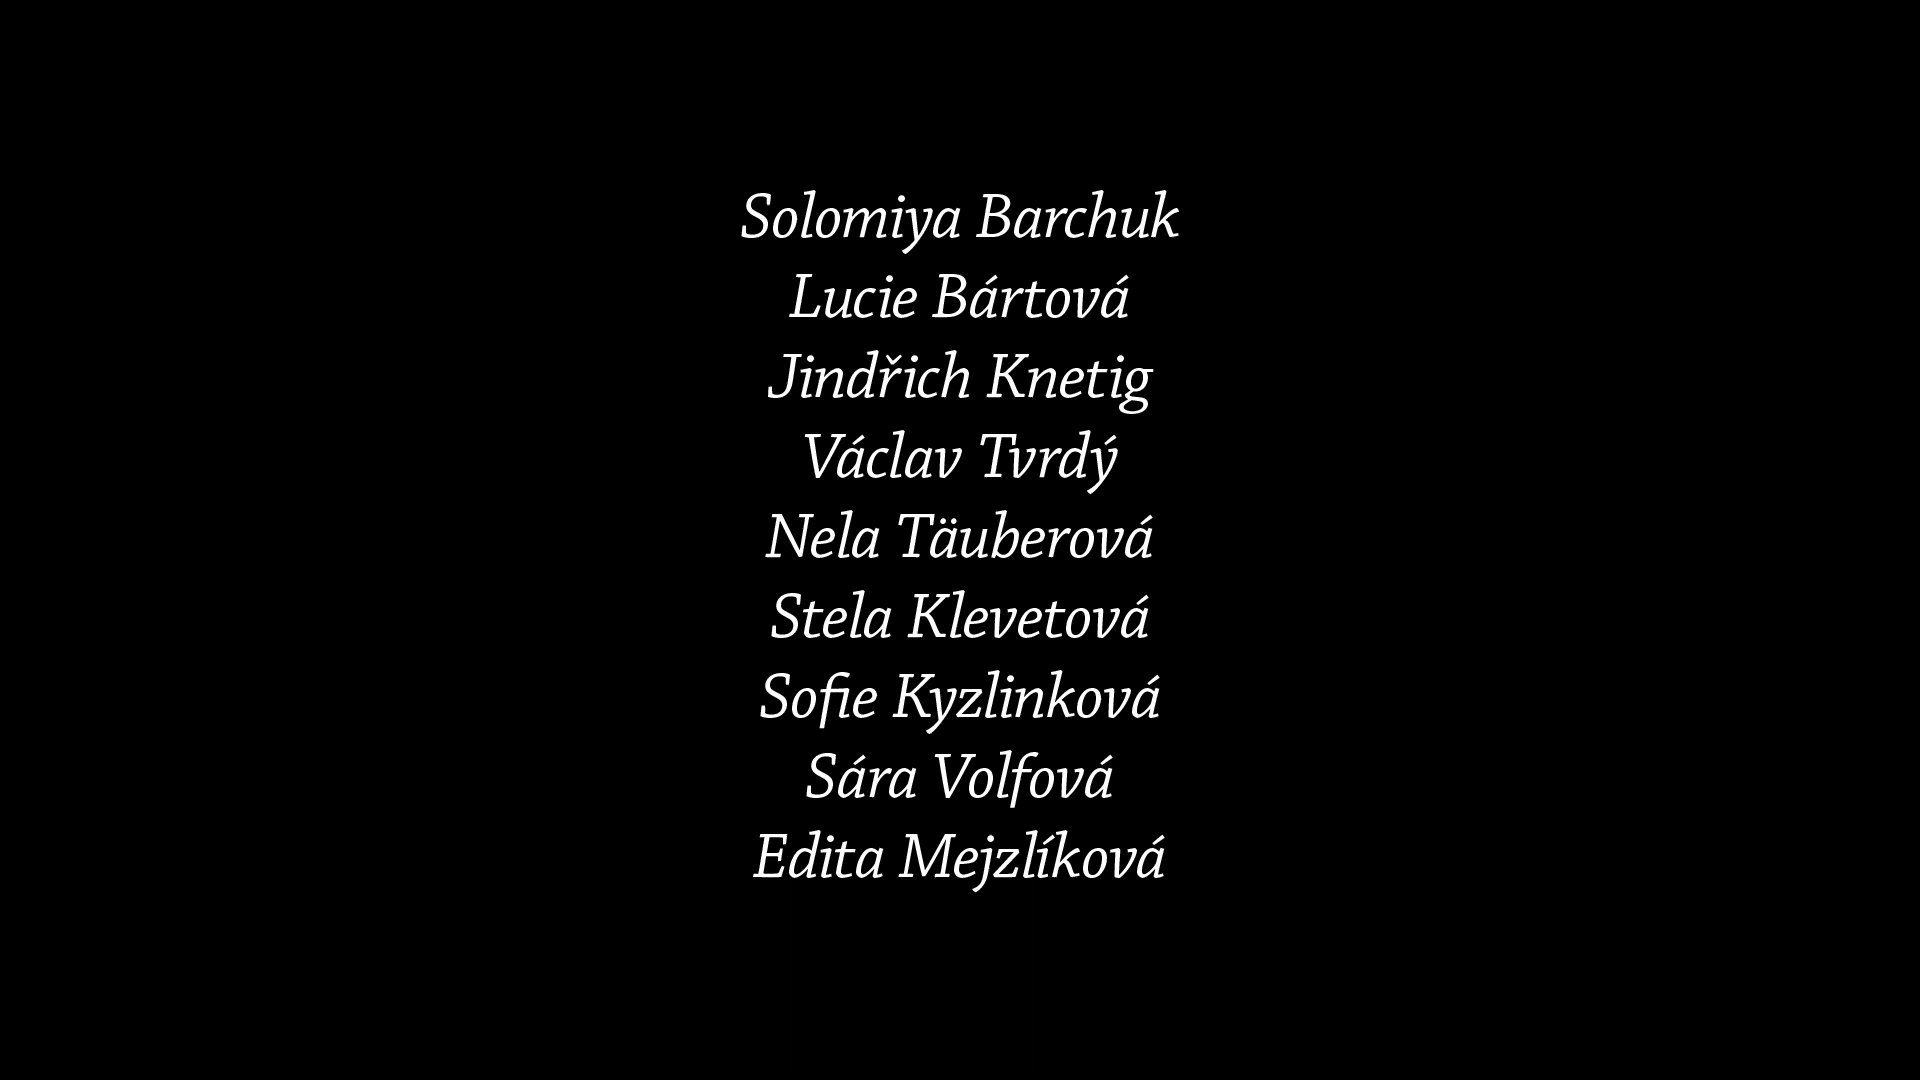 Solomiya Barchuk
Lucie Bártová
Jindřich Knetig
Václav Tvrdý
Nela Täuberová
Stela Klevetová
Sofie Kyzlinková
Sára Volfová
Edita Mejzlíková